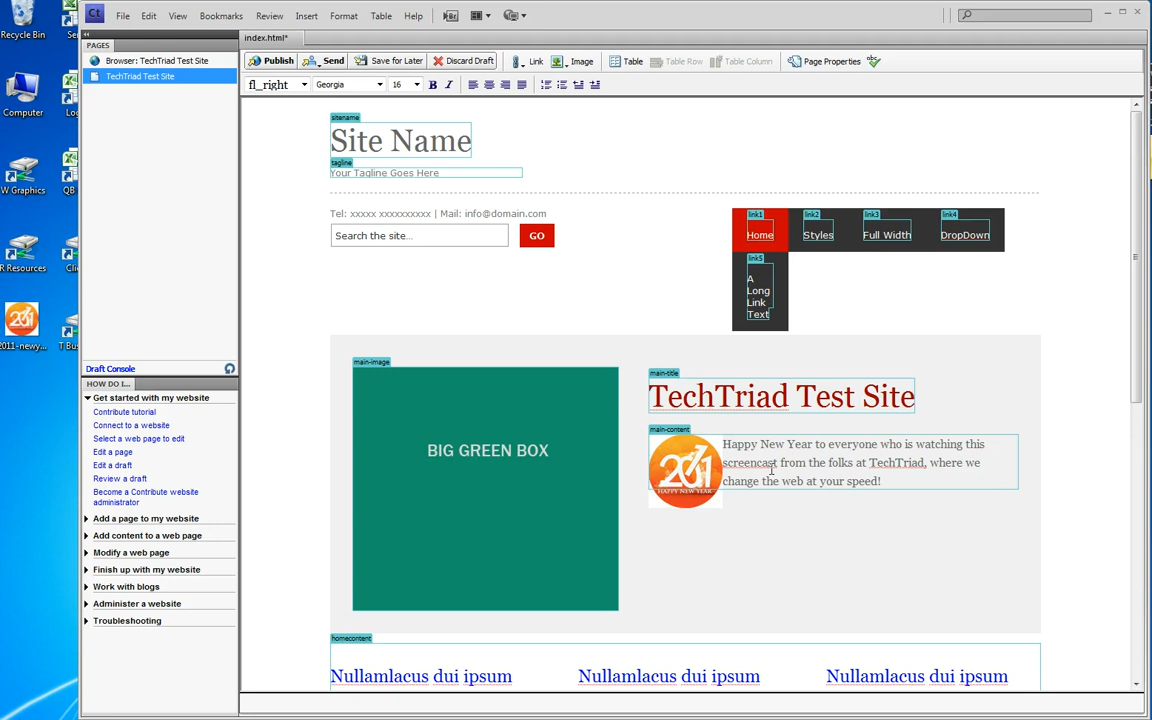 Recycle Bin
Computer
W Graphics
QB
R Resources
Clie
2011-newy...
T Bus
Ct
File Edit View Bookmarks Review Insert Format Table Help
PAGES
Browser: TechTriad Test Site
TechTriad Test Site
Draft Console
HOW DO I...
Get started with my website
Contribute tutorial
Connect to a website
Select a web page to edit
Edit a page
Edit a draft
Review a draft
Become a Contribute website
administrator
Add a page to my website
Add content to a web page
Modify a web page
Finish up with my website
Work with blogs
Administer a website
Troubleshooting
index.html*
Publish Send Save for Later Discard Draft Link Image Table Table Row Table Column Page Properties
fl_right Georgia 16 B I
sitename
Site Name
tagline
Your Tagline Goes Here
Tel: xxxxx xxxxxxxxxx | Mail: info@domain.com
Search the site... GO
link1 link2 link3 link4
Home Styles Full Width DropDown
link5
A
Long
Link
Text
main-image
BIG GREEN BOX
main-title
TechTriad Test Site
main-content
201
HAPPY NEW YEAR
Happy New Year to everyone who is watching this
screencast from the folks at TechTriad, where we
change the web at your speed!
homecontent
Nullamlacus dui ipsum Nullamlacus dui ipsum Nullamlacus dui ipsum